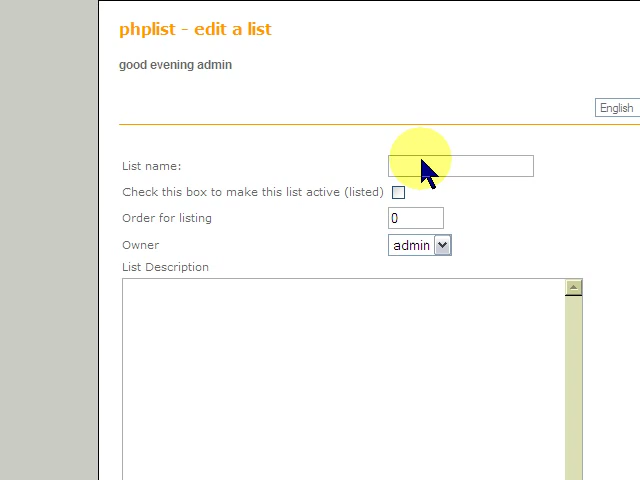 phplist - edit a list
good evening admin
English
List name:
Check this box to make this list active (listed)
Order for listing 0
Owner admin
List Description